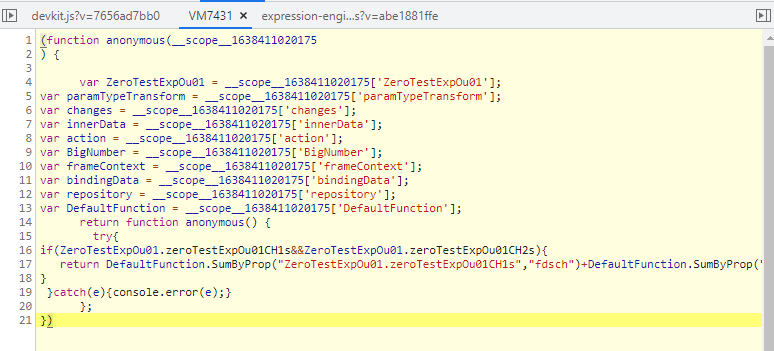 devkit.js?v=7656ad7bb0 VM7431 × expression-engi...s?v=abe1881ffe
1 (function anonymous(__scope__1638411020175
2 ) {
3
4 var ZeroTestExpOu01 = __scope__1638411020175['ZeroTestExpOu01'];
5 var paramTypeTransform = __scope__1638411020175['paramTypeTransform'];
6 var changes = __scope__1638411020175['changes'];
7 var innerData = __scope__1638411020175['innerData'];
8 var action = __scope__1638411020175['action'];
9 var BigNumber = __scope__1638411020175['BigNumber'];
10 var frameContext = __scope__1638411020175['frameContext'];
11 var bindingData = __scope__1638411020175['bindingData'];
12 var repository = __scope__1638411020175['repository'];
13 var DefaultFunction = __scope__1638411020175['DefaultFunction'];
14 return function anonymous() {
15 try{
16 if(ZeroTestExpOu01.zeroTestExpOu01CH1s&&ZeroTestExpOu01.zeroTestExpOu01CH2s){
17 return DefaultFunction.SumByProp("ZeroTestExpOu01.zeroTestExpOu01CH1s","fdsch")+DefaultFunction.SumByProp("
18 }
19 }catch(e){console.error(e);}
20 };
21 })